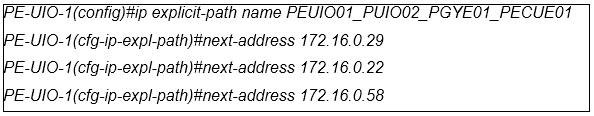 PE-UIO-1(config)#ip explicit-path name PEUIO01_PUIO02_PGYE01_PECUE01
PE-UIO-1(cfg-ip-expl-path)#next-address 172.16.0.29
PE-UIO-1(cfg-ip-expl-path)#next-address 172.16.0.22
PE-UIO-1(cfg-ip-expl-path)#next-address 172.16.0.58